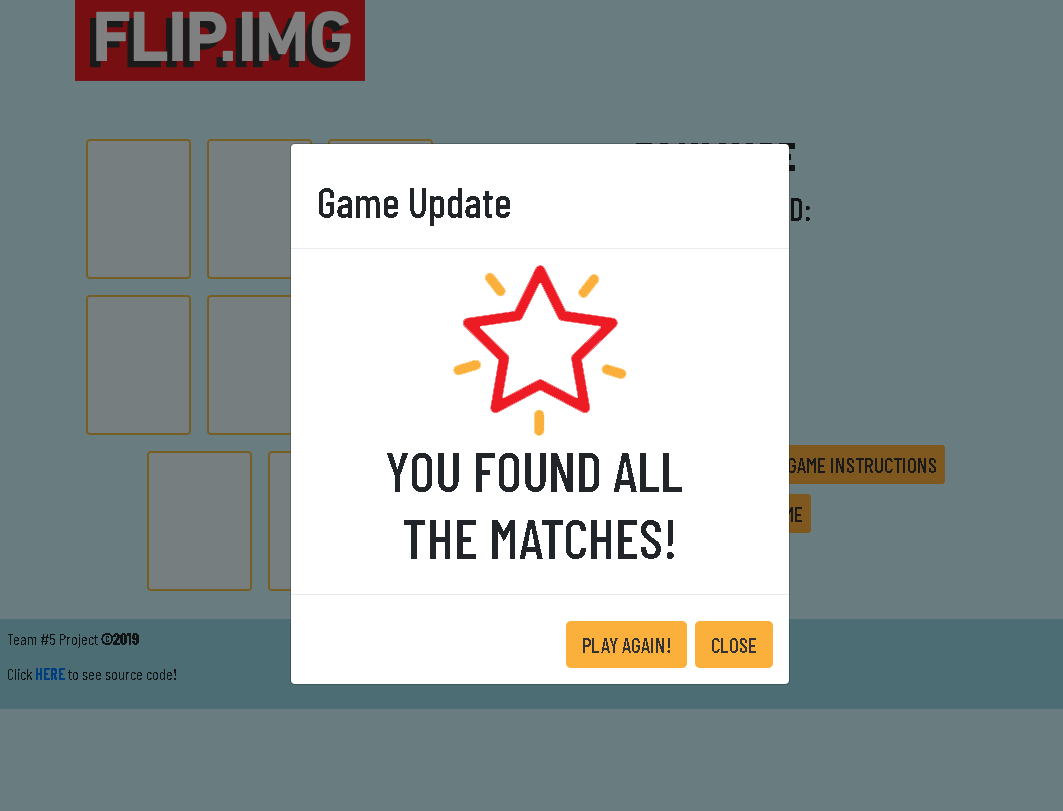 FLIP.IMG
D:
Game Update
YOU FOUND ALL
THE MATCHES!
GAME INSTRUCTIONS
PLAY AGAIN!
CLOSE
Team #5 Project ©2019
Click HERE to see source code!